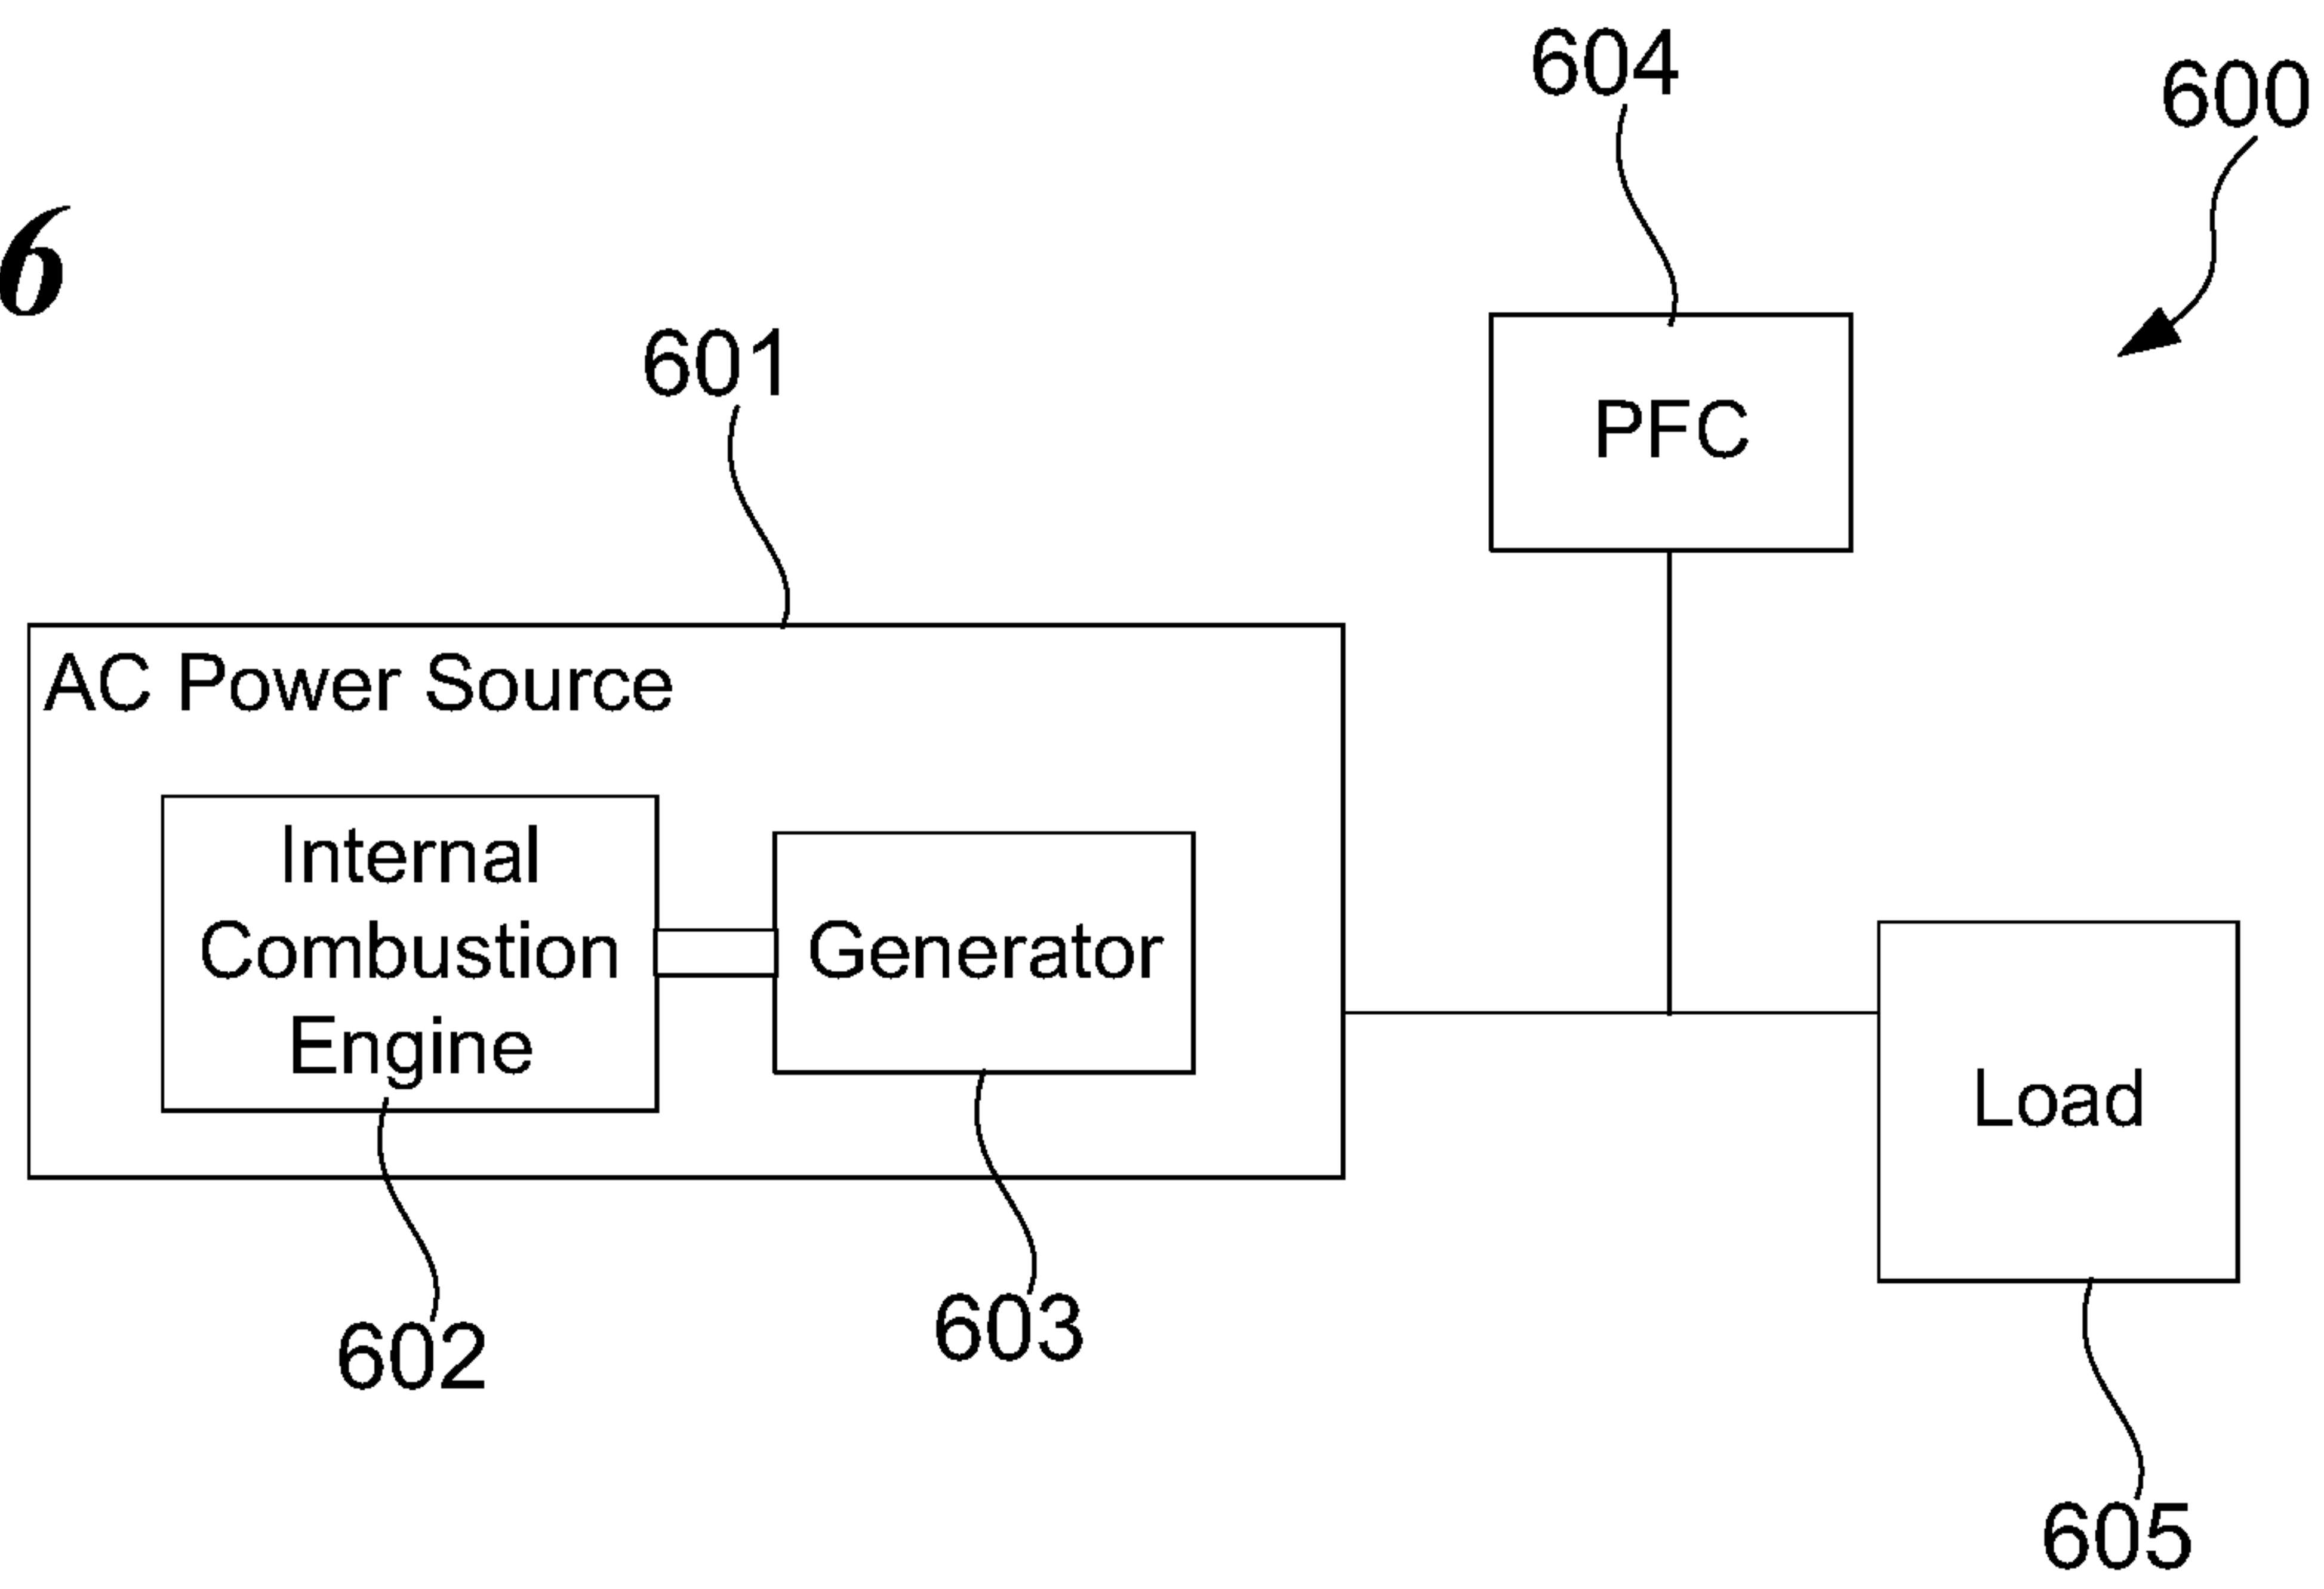 604
600
6
601
PFC
AC Power Source
Internal
Combustion
Engine
Generator
Load
602
603
605